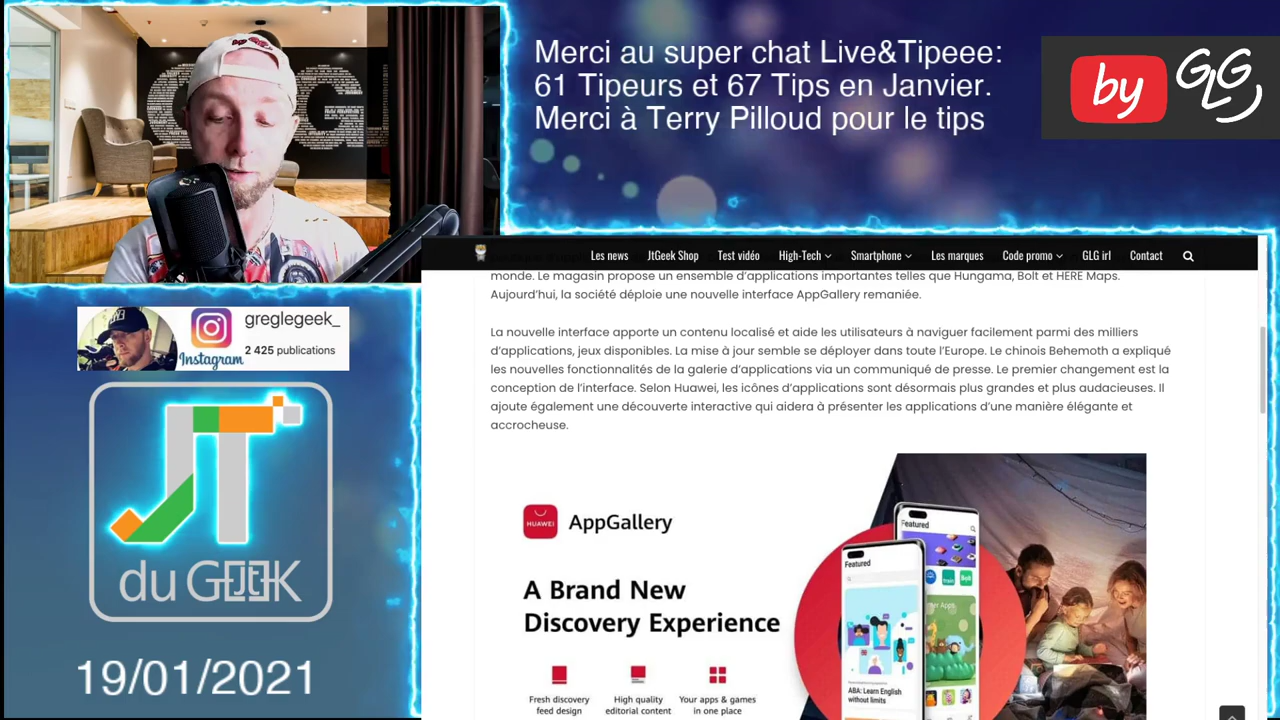 Merci au super chat Live&Tipeee:
61 Tipeurs et 67 Tips en Janvier.
Merci à Terry Pilloud pour le tips
by GLG
greglegeek_
Instagram
2 425 publications
JT
du GEEK
19/01/2021
Les news JtGeek Shop Test vidéo High-Tech Smartphone Les marques Code promo GLG irl Contact
monde. Le magasin propose un ensemble d’applications importantes telles que Hungama, Bolt et HERE Maps.
Aujourd’hui, la société déploie une nouvelle interface AppGallery remaniée.
La nouvelle interface apporte un contenu localisé et aide les utilisateurs à naviguer facilement parmi des milliers
d’applications, jeux disponibles. La mise à jour semble se déployer dans toute l’Europe. Le chinois Behemoth a expliqué
les nouvelles fonctionnalités de la galerie d’applications via un communiqué de presse. Le premier changement est la
conception de l’interface. Selon Huawei, les icônes d’applications sont désormais plus grandes et plus audacieuses. Il
ajoute également une découverte interactive qui aidera à présenter les applications d’une manière élégante et
accrocheuse.
HUAWEI AppGallery
A Brand New
Discovery Experience
Fresh discovery
feed design
High quality
editorial content
Your apps & games
in one place
Featured
Featured
ABA: Learn English
without limits